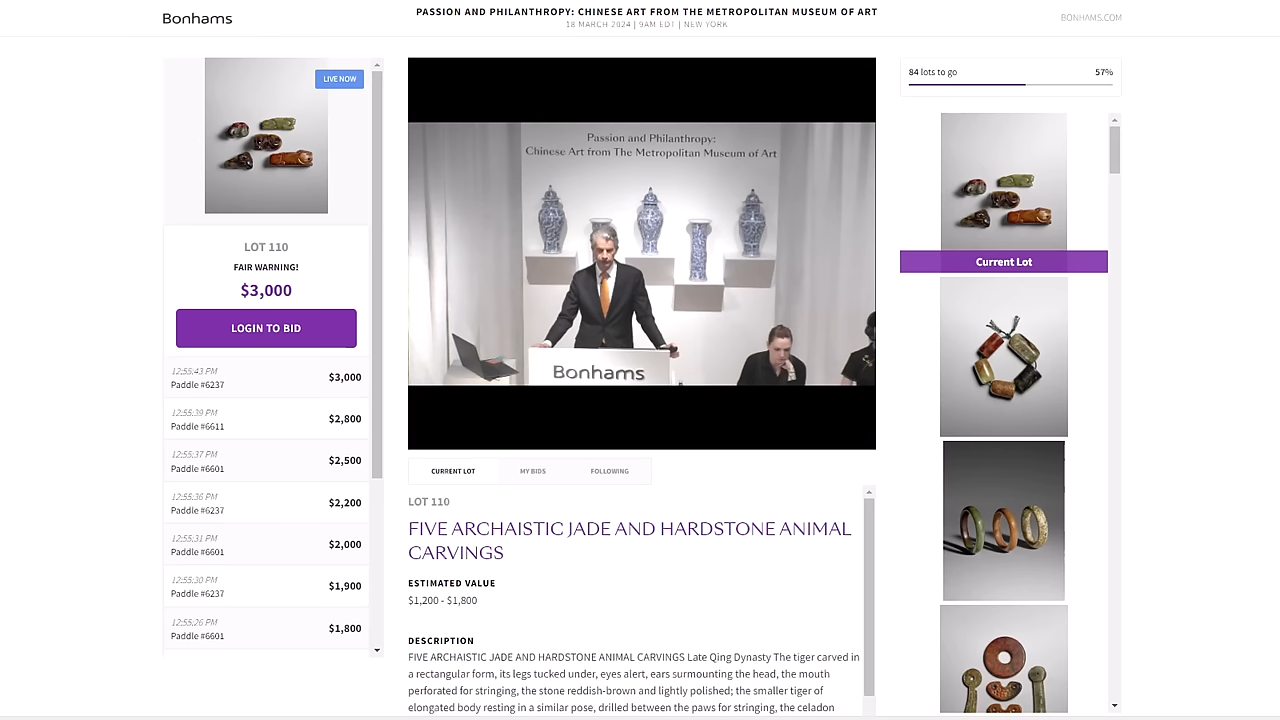 Bonhams
PASSION AND PHILANTHROPY: CHINESE ART FROM THE METROPOLITAN MUSEUM OF ART
18 MARCH 2024 | 9AM EDT | NEW YORK
BONHAMS.COM
LIVE NOW
LOT 110
FAIR WARNING!
$3,000
LOGIN TO BID
12:55:43 PM
Paddle #6237
$3,000
12:55:39 PM
Paddle #6611
$2,800
12:55:37 PM
Paddle #6601
$2,500
12:55:36 PM
Paddle #6237
$2,200
12:55:31 PM
Paddle #6601
$2,000
12:55:30 PM
Paddle #6237
$1,900
12:55:26 PM
Paddle #6601
$1,800
Passion and Philanthropy:
Chinese Art from The Metropolitan Museum of Art
Bonhams
CURRENT LOT
MY BIDS
FOLLOWING
LOT 110
FIVE ARCHAISTIC JADE AND HARDSTONE ANIMAL
CARVINGS
ESTIMATED VALUE
$1,200 - $1,800
DESCRIPTION
FIVE ARCHAISTIC JADE AND HARDSTONE ANIMAL CARVINGS Late Qing Dynasty The tiger carved in
a rectangular form, its legs tucked under, eyes alert, ears surmounting the head, the mouth
perforated for stringing, the stone reddish-brown and lightly polished; the smaller tiger of
elongated body resting in a similar pose, drilled between the paws for stringing, the celadon
84 lots to go
57%
Current Lot